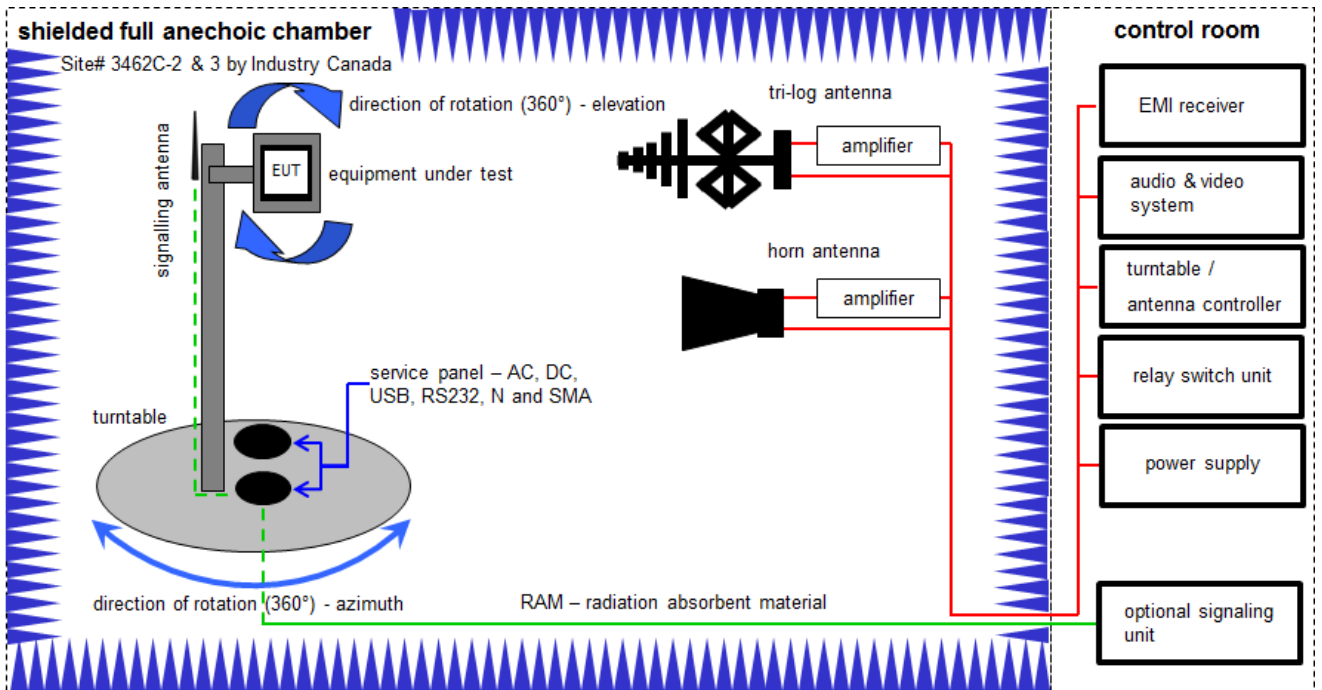 shielded full anechoic chamber
Site# 3462C-2 & 3 by Industry Canada
direction of rotation (360°) - elevation
signalling antenna
EUT
equipment under test
tri-log antenna
amplifier
horn antenna
amplifier
service panel – AC, DC,
USB, RS232, N and SMA
turntable
direction of rotation (360°) - azimuth
RAM – radiation absorbent material
control room
EMI receiver
audio & video
system
turntable /
antenna controller
relay switch unit
power supply
optional signaling
unit